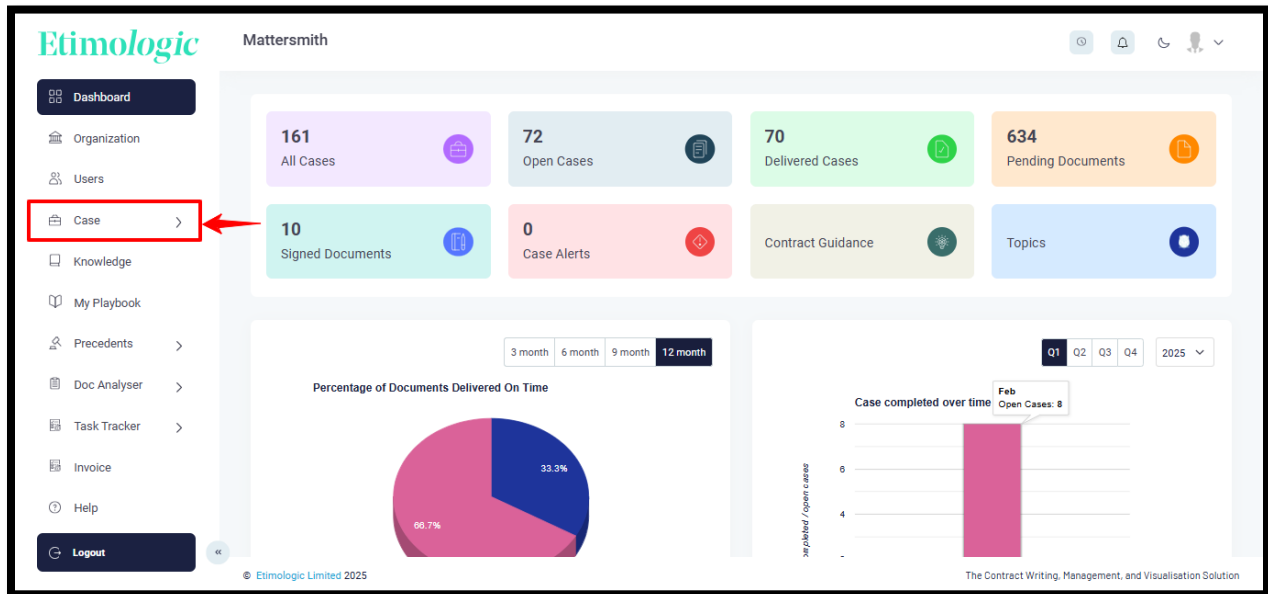 Etimologic
Mattersmith
Dashboard
Organization
Users
Case
Knowledge
My Playbook
Precedents
Doc Analyser
Task Tracker
Invoice
Help
Logout
161
All Cases
72
Open Cases
70
Delivered Cases
634
Pending Documents
10
Signed Documents
0
Case Alerts
Contract Guidance
Topics
3 month 6 month 9 month 12 month
Percentage of Documents Delivered On Time
33.3%
66.7%
Q1 Q2 Q3 Q4 2025
Case completed over time
Feb
Open Cases: 8
8
6
4
/open cases
© Etimologic Limited 2025
The Contract Writing, Management, and Visualisation Solution